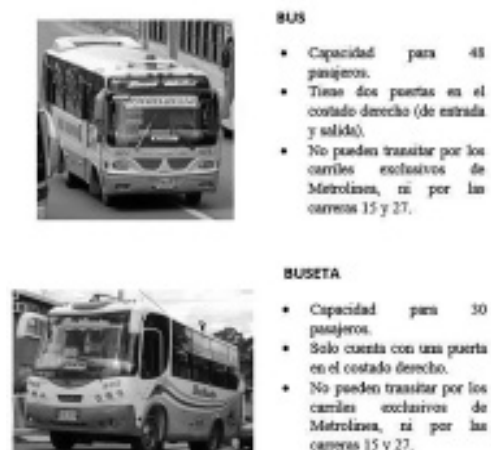 BUS
• Capacidad para 48
pasajeros.
• Tiene dos puertas en el
costado derecho (de entrada
y salida).
• No pueden transitar por los
carriles exclusivos de
Metrolinea, ni por las
carreras 15 y 27.
BUSETA
• Capacidad para 30
pasajeros.
• Solo cuenta con una puerta
en el costado derecho.
• No pueden transitar por los
carriles exclusivos de
Metrolinea, ni por las
carreras 15 y 27.